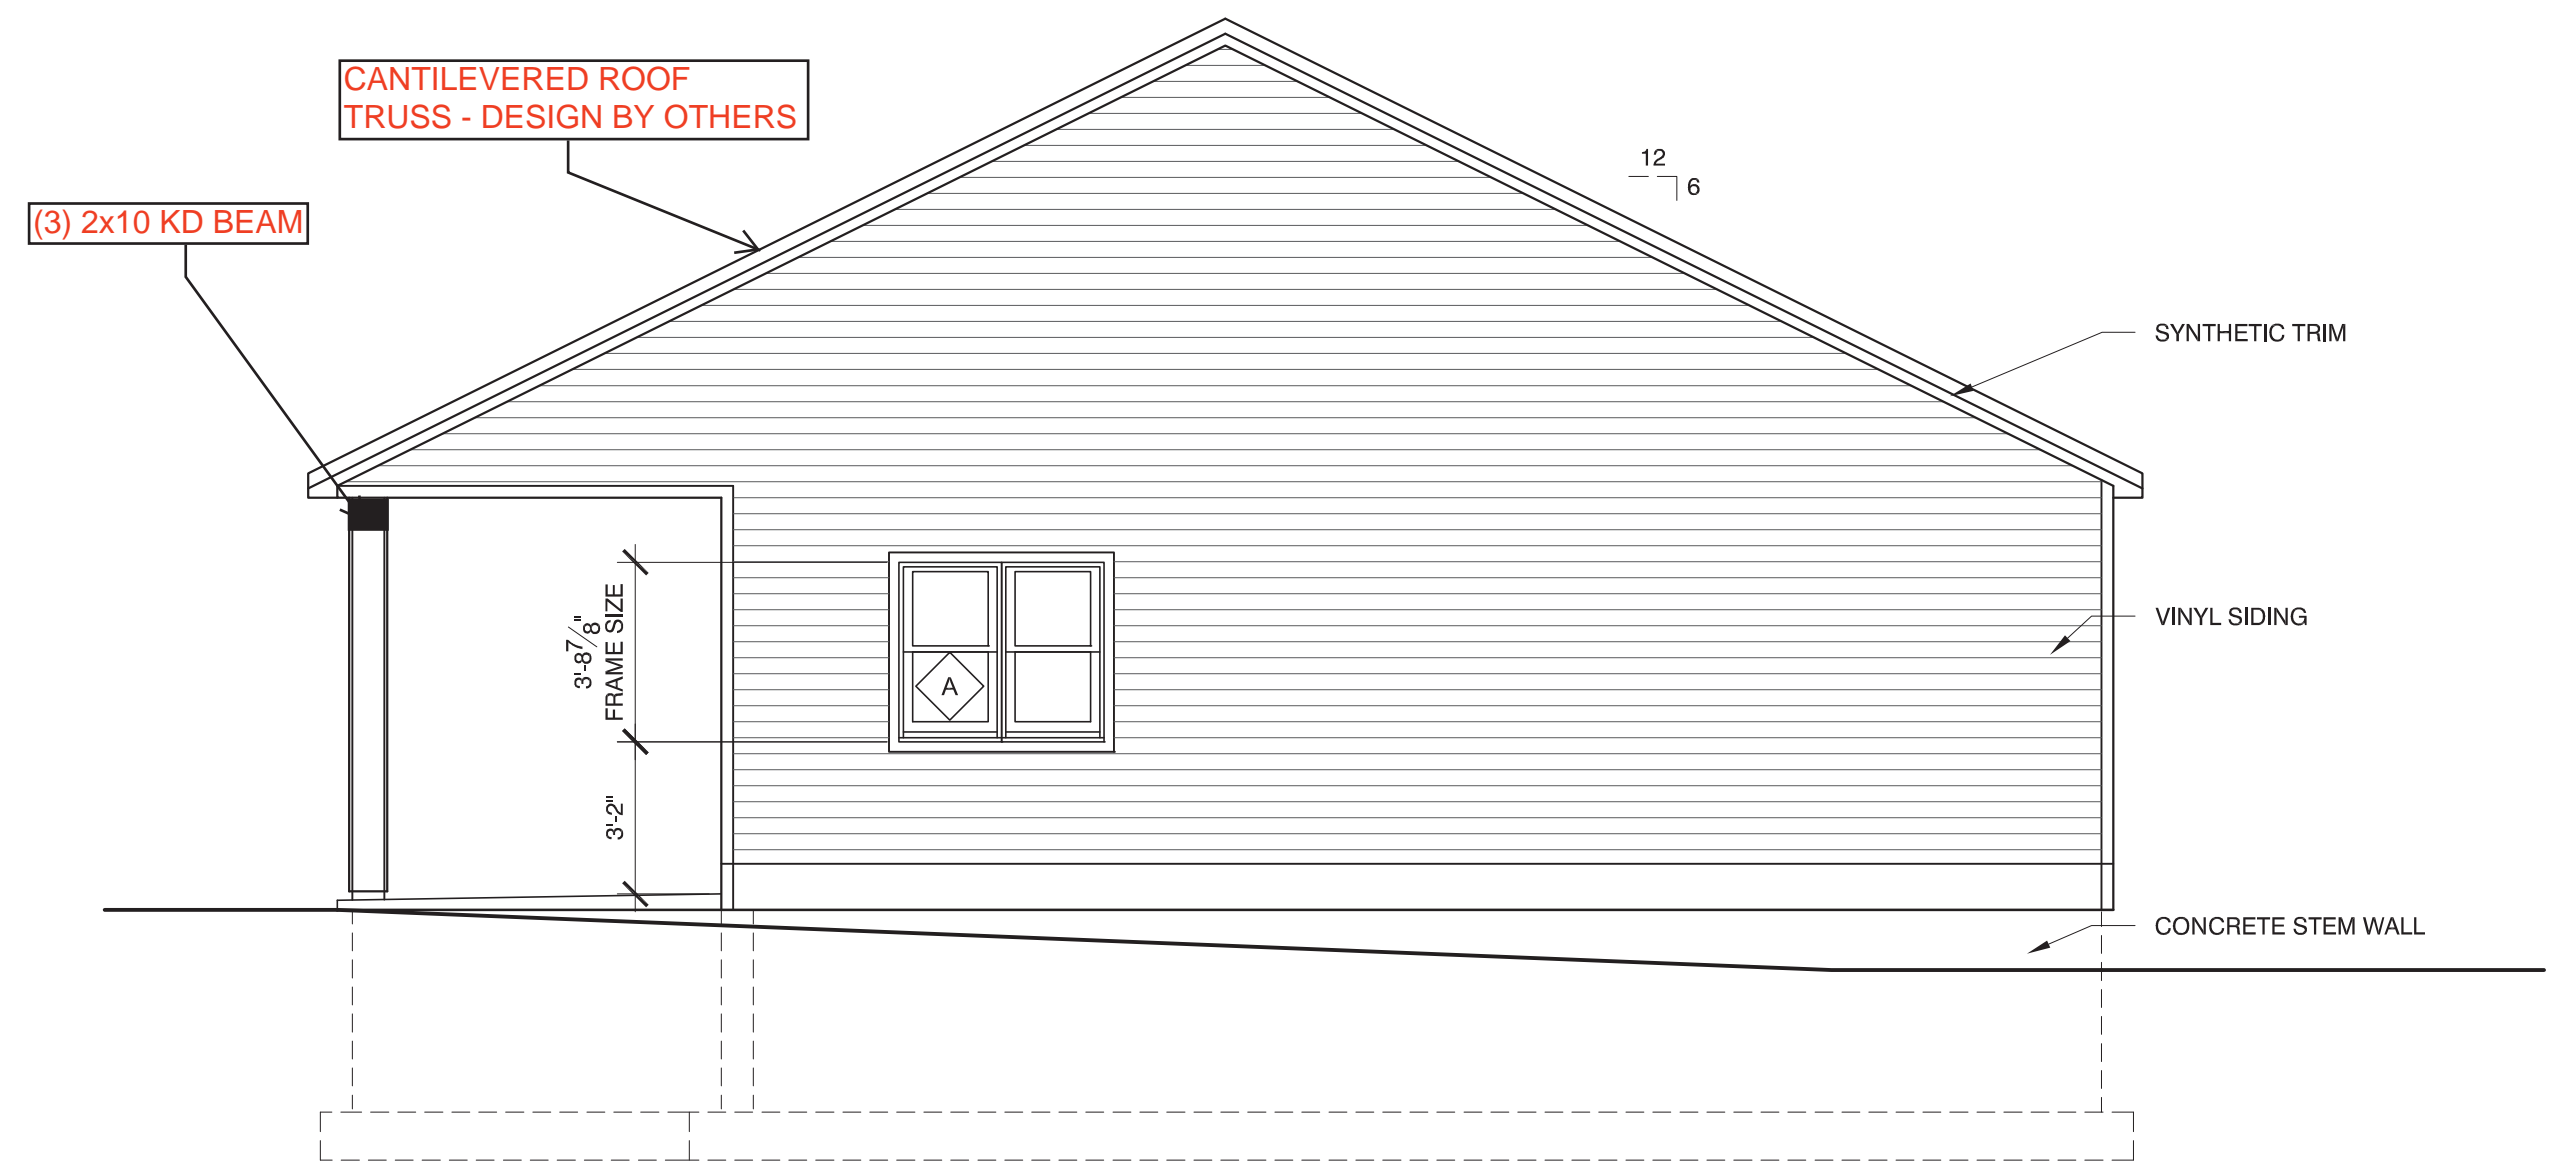 CANTILEVERED ROOF
TRUSS - DESIGN BY OTHERS
12
6
(3) 2x10 KD BEAM
SYNTHETIC TRIM
3'-8 7/8"
FRAME SIZE
VINYL SIDING
A
3'-2"
CONCRETE STEM WALL